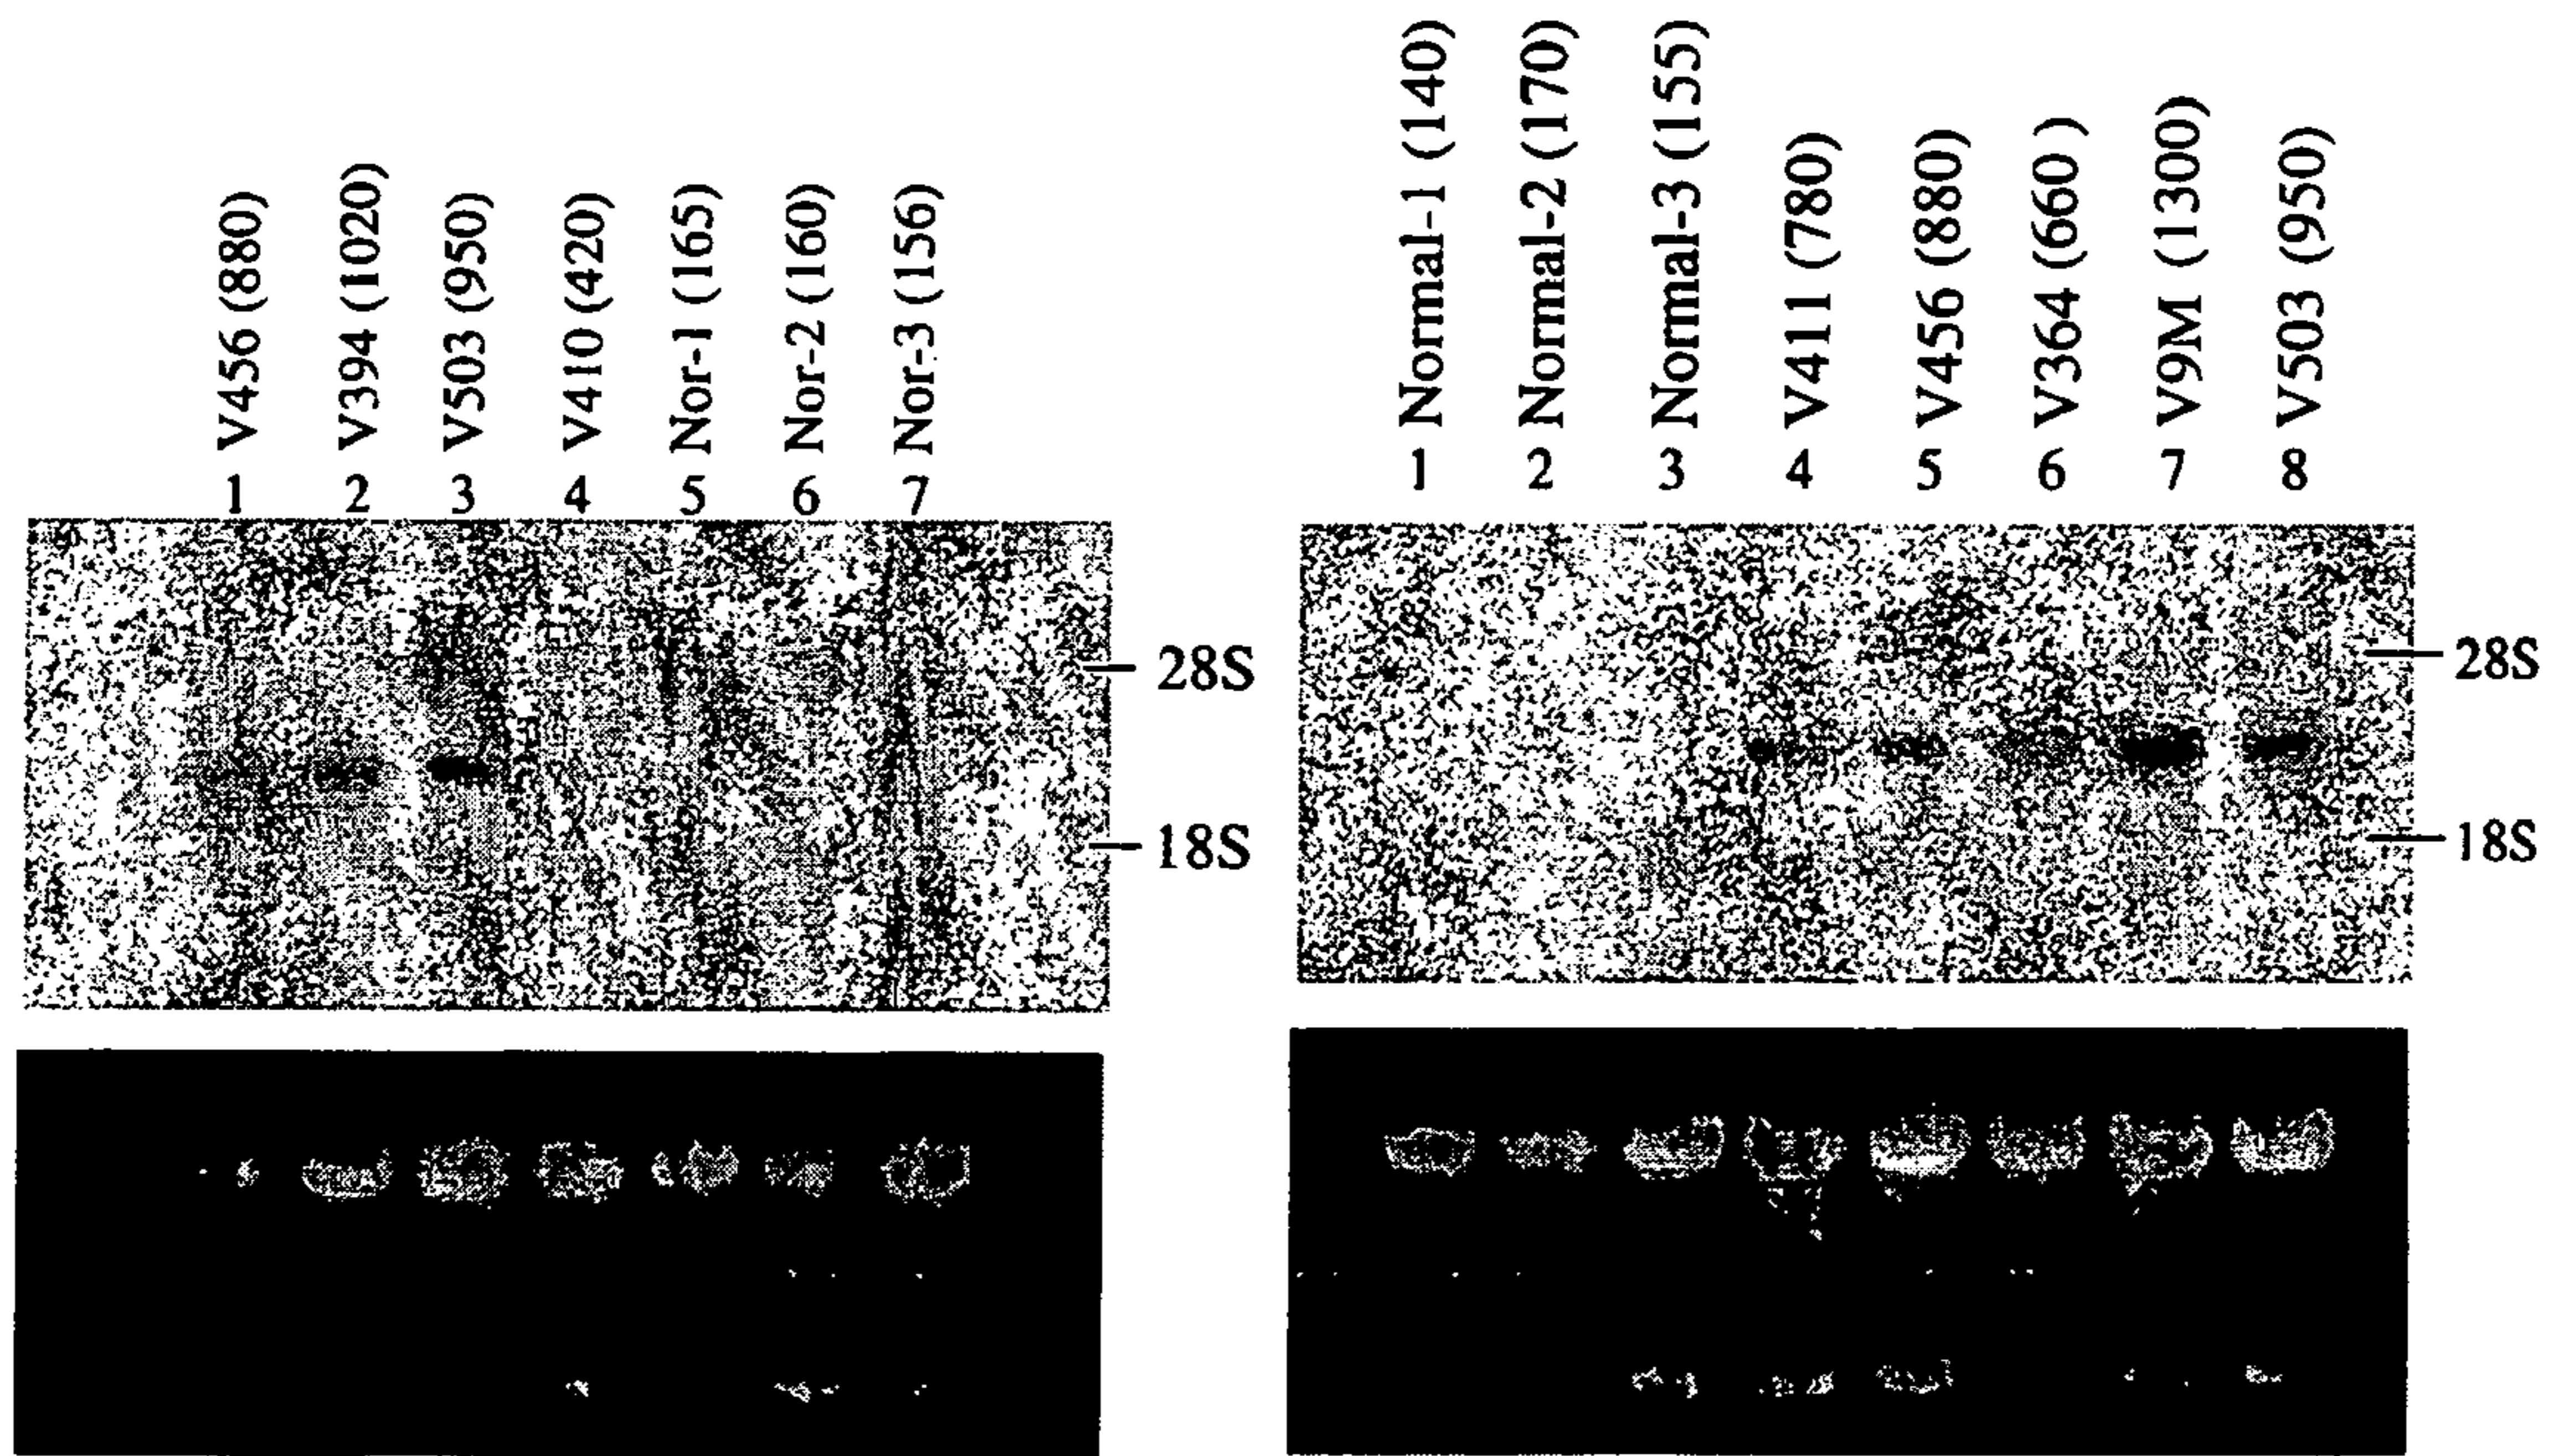 V456 (880)
V394 (1020)
V503 (950)
V410 (420)
Nor-1 (165)
Nor-2 (160)
Nor-3 (156)
1 2 3 4 5 6 7
28S
18S
Normal-1 (140)
Normal-2 (170)
Normal-3 (155)
V411 (780)
V456 (880)
V364 (660 )
V9M (1300)
V503 (950)
1 2 3 4 5 6 7 8
28S
18S